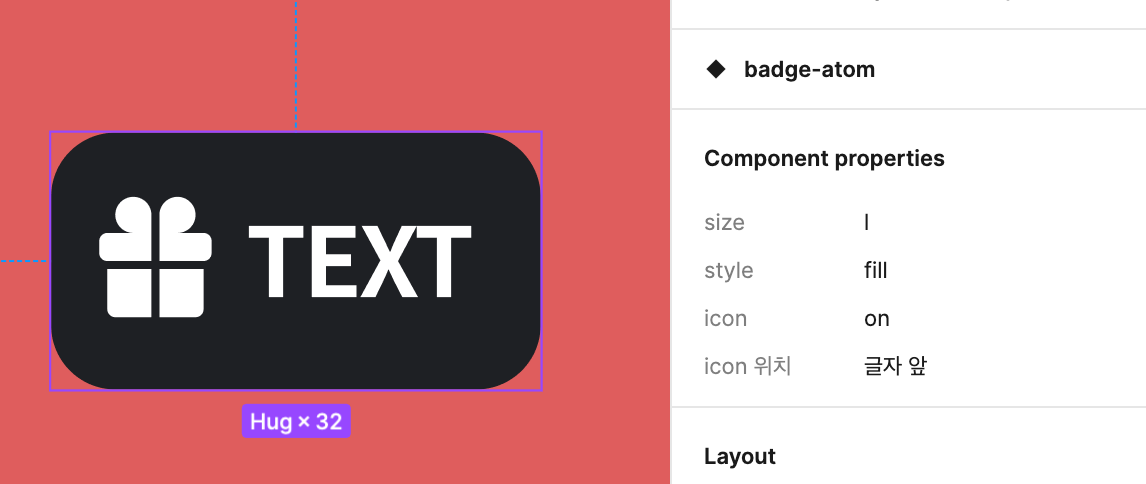 badge-atom
Component properties
size l
style fill
icon on
icon 위치 글자 앞
TEXT
Hug × 32
Layout